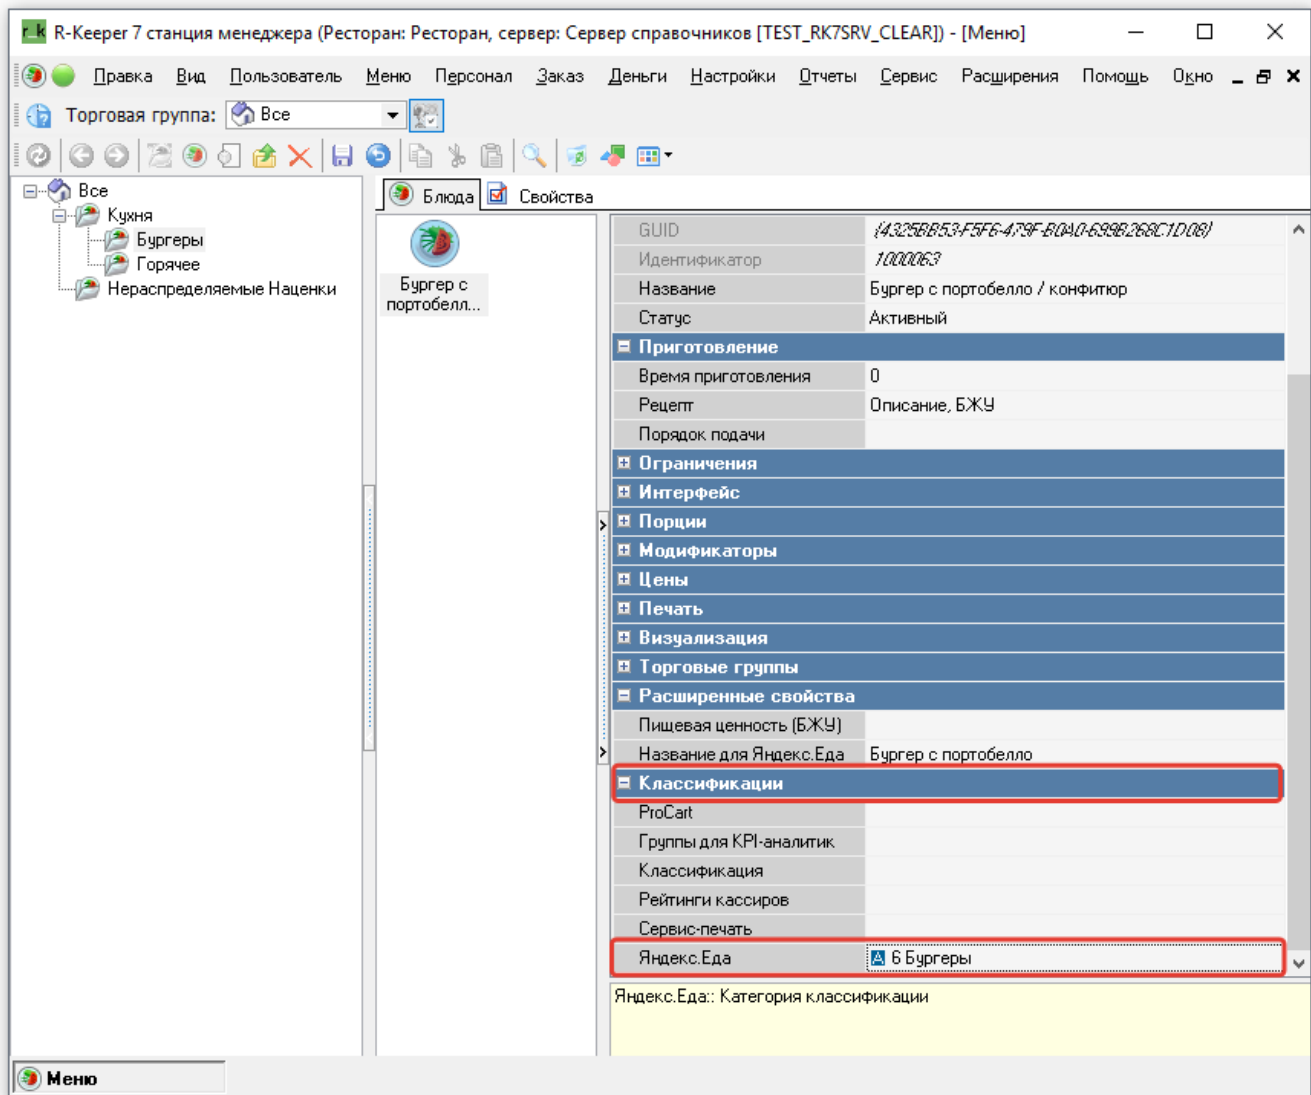 r_k R-Keeper 7 станция менеджера (Ресторан: Ресторан, сервер: Сервер справочников [TEST_RK7SRV_CLEAR]) - [Меню]
Правка Вид Пользователь Меню Персонал Заказ Деньги Настройки Отчеты Сервис Расширения Помощь Окно
Торговая группа: Все
Все
Кухня
Бургеры
Горячее
Нераспределяемые Наценки
Блюда Свойства
Бургер с
портобелл...
GUID {4325BB53-F5F6-479F-B0A0-699B268C1D08}
Идентификатор 1000063
Название Бургер с портобелло / конфитюр
Статус Активный
Приготовление
Время приготовления 0
Рецепт Описание, БЖУ
Порядок подачи
Ограничения
Интерфейс
Порции
Модификаторы
Цены
Печать
Визуализация
Торговые группы
Расширенные свойства
Пищевая ценность (БЖУ)
Название для Яндекс.Еда Бургер с портобелло
Классификации
ProCart
Группы для KPI-аналитик
Классификация
Рейтинги кассиров
Сервис-печать
Яндекс.Еда A 6 Бургеры
Яндекс.Еда:: Категория классификации
Меню